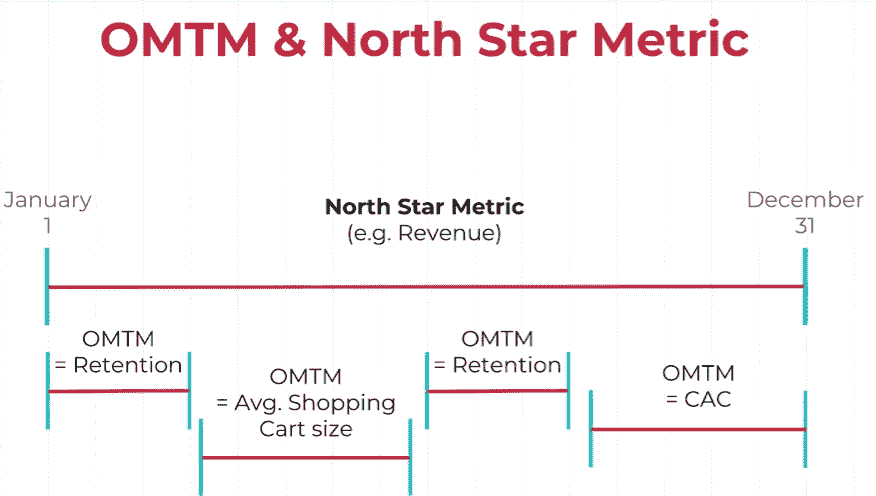 OMTM & North Star Metric
January
1
North Star Metric
(e.g. Revenue)
December
31
OMTM
= Retention
OMTM
= Avg. Shopping
Cart size
OMTM
= Retention
OMTM
= CAC